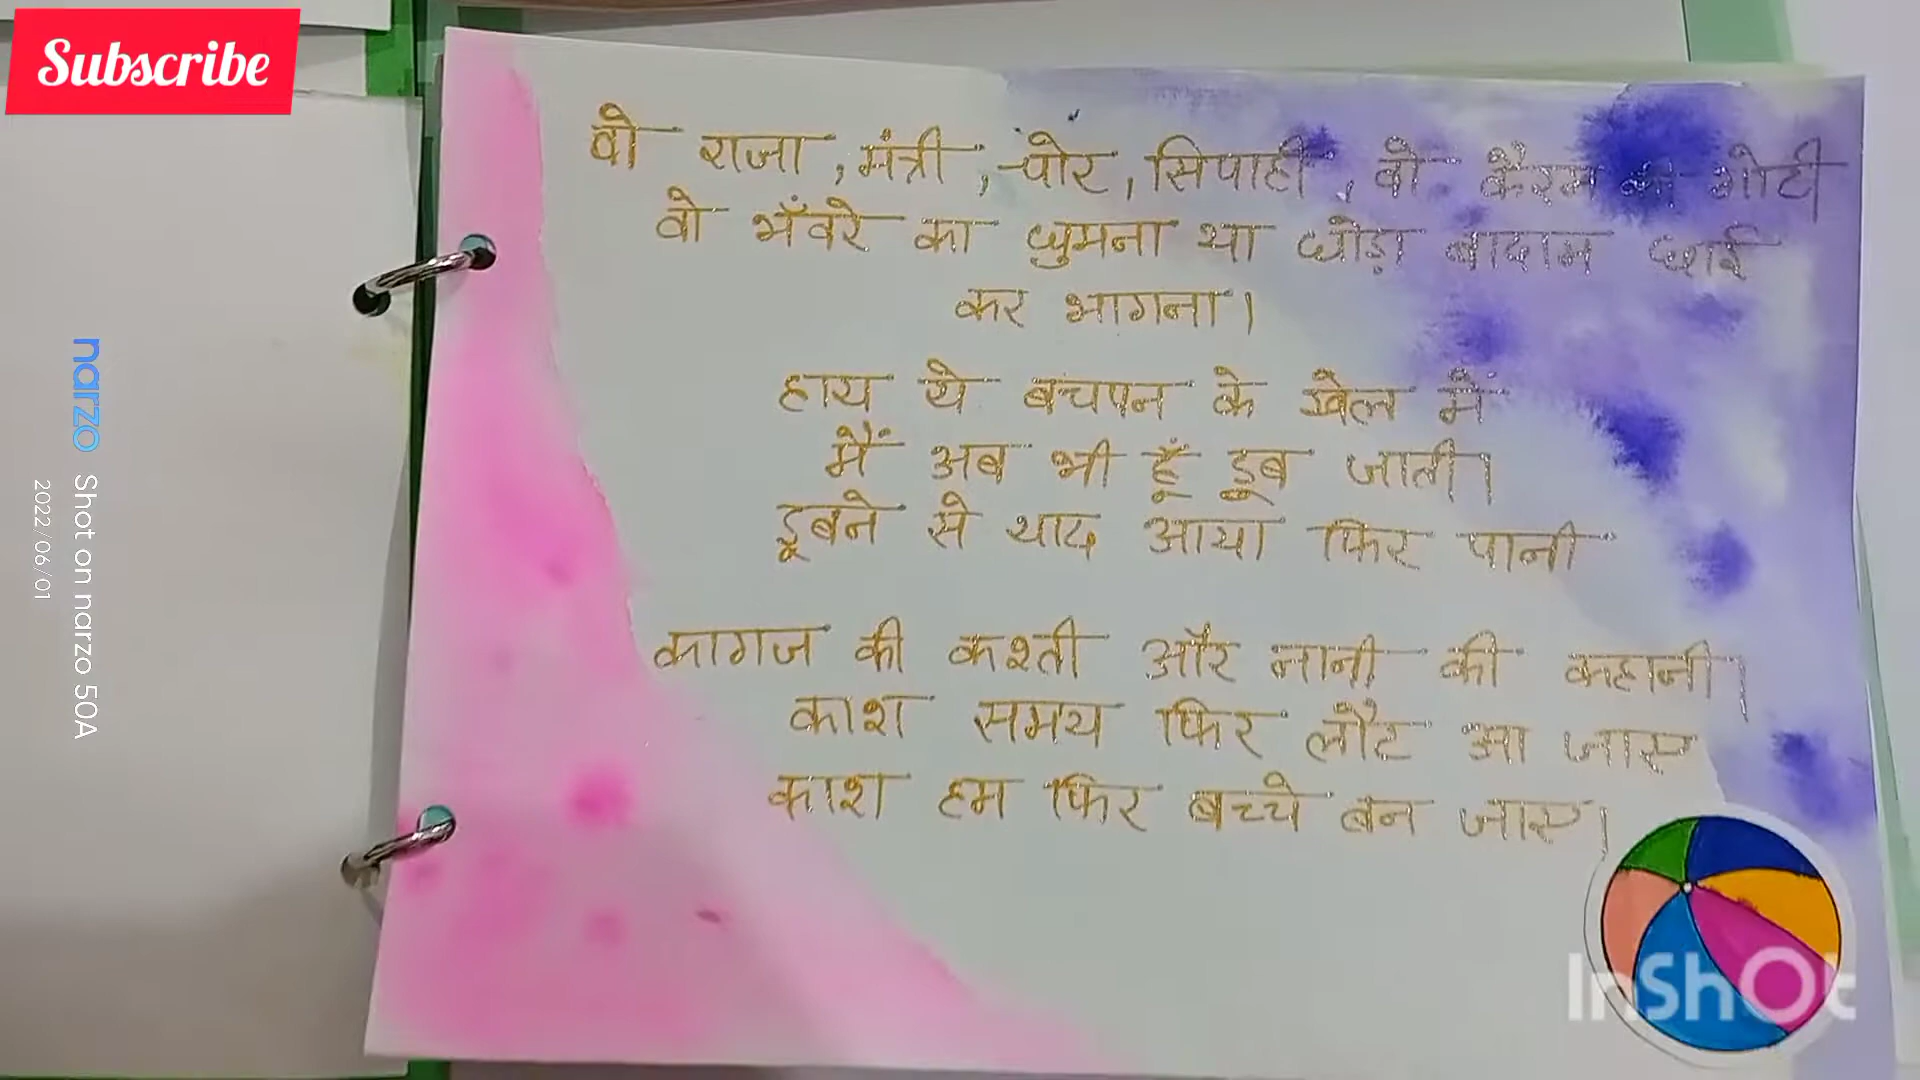 Subscribe
वो राजा, मंत्री, चोर, सिपाही, वो कैरम की गोटी
वो भँवरे का घुमना था घोड़ा बादाम छाई
कर भागना।
हाय ये बचपन के खेल में
मैं अब भी हूँ डूब जाती।
डूबने से याद आया फिर पानी
कागज की कश्ती और नानी की कहानी।
काश समय फिर लौट आ जाए
काश हम फिर बच्चे बन जाए।
narzo Shot on narzo 50A
2022/06/01
InShOt